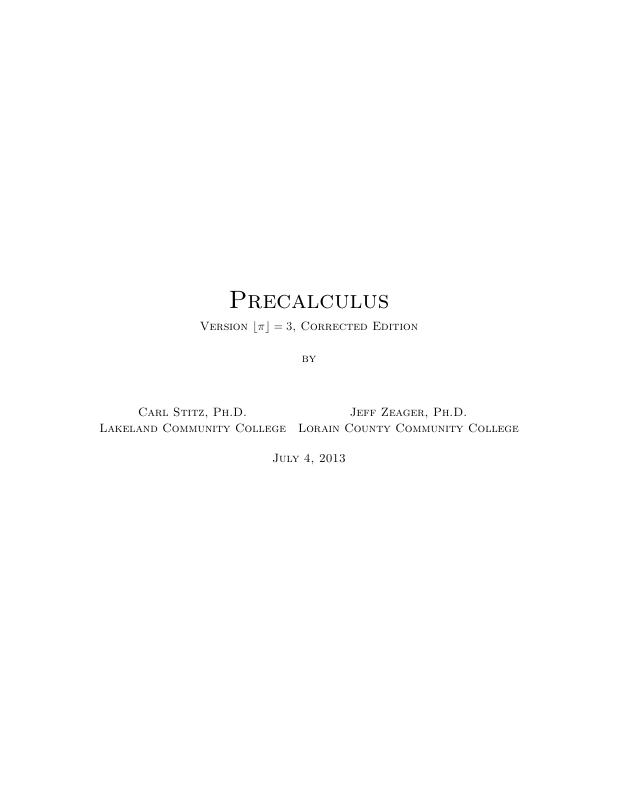 PRECALCULUS
VERSION ⌊π⌋ = 3, CORRECTED EDITION
BY
CARL STITZ, PH.D. JEFF ZEAGER, PH.D.
LAKELAND COMMUNITY COLLEGE LORAIN COUNTY COMMUNITY COLLEGE
JULY 4, 2013